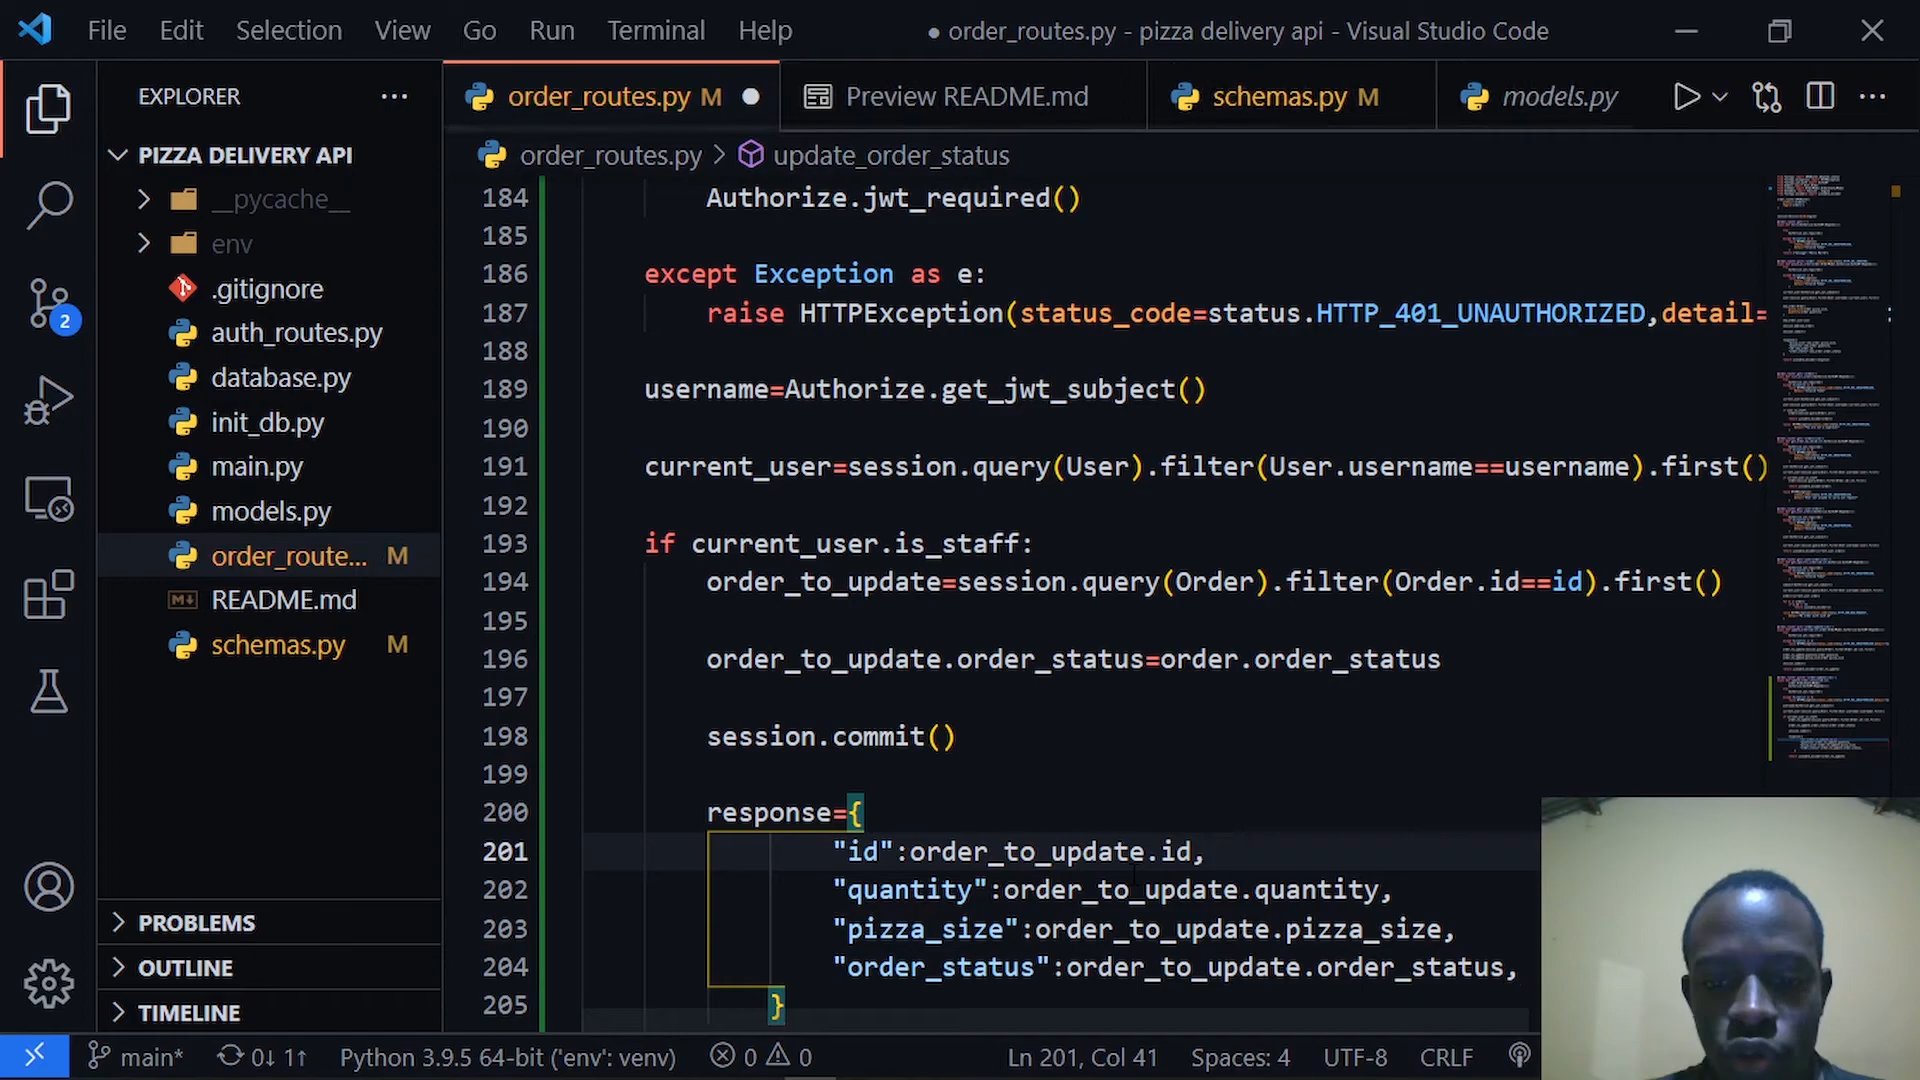 File Edit Selection View Go Run Terminal Help
● order_routes.py - pizza delivery api - Visual Studio Code
EXPLORER
order_routes.py M
Preview README.md
schemas.py M
models.py
PIZZA DELIVERY API
order_routes.py > update_order_status
__pycache__
env
.gitignore
auth_routes.py
database.py
init_db.py
main.py
models.py
order_route... M
README.md
schemas.py M
PROBLEMS
OUTLINE
TIMELINE
2
184 Authorize.jwt_required()
185
186 except Exception as e:
187 raise HTTPException(status_code=status.HTTP_401_UNAUTHORIZED,detail=
188
189 username=Authorize.get_jwt_subject()
190
191 current_user=session.query(User).filter(User.username==username).first()
192
193 if current_user.is_staff:
194 order_to_update=session.query(Order).filter(Order.id==id).first()
195
196 order_to_update.order_status=order.order_status
197
198 session.commit()
199
200 response={
201 "id":order_to_update.id,
202 "quantity":order_to_update.quantity,
203 "pizza_size":order_to_update.pizza_size,
204 "order_status":order_to_update.order_status,
205 }
main* 0↓ 1↑ Python 3.9.5 64-bit ('env': venv) 0 0 Ln 201, Col 41 Spaces: 4 UTF-8 CRLF